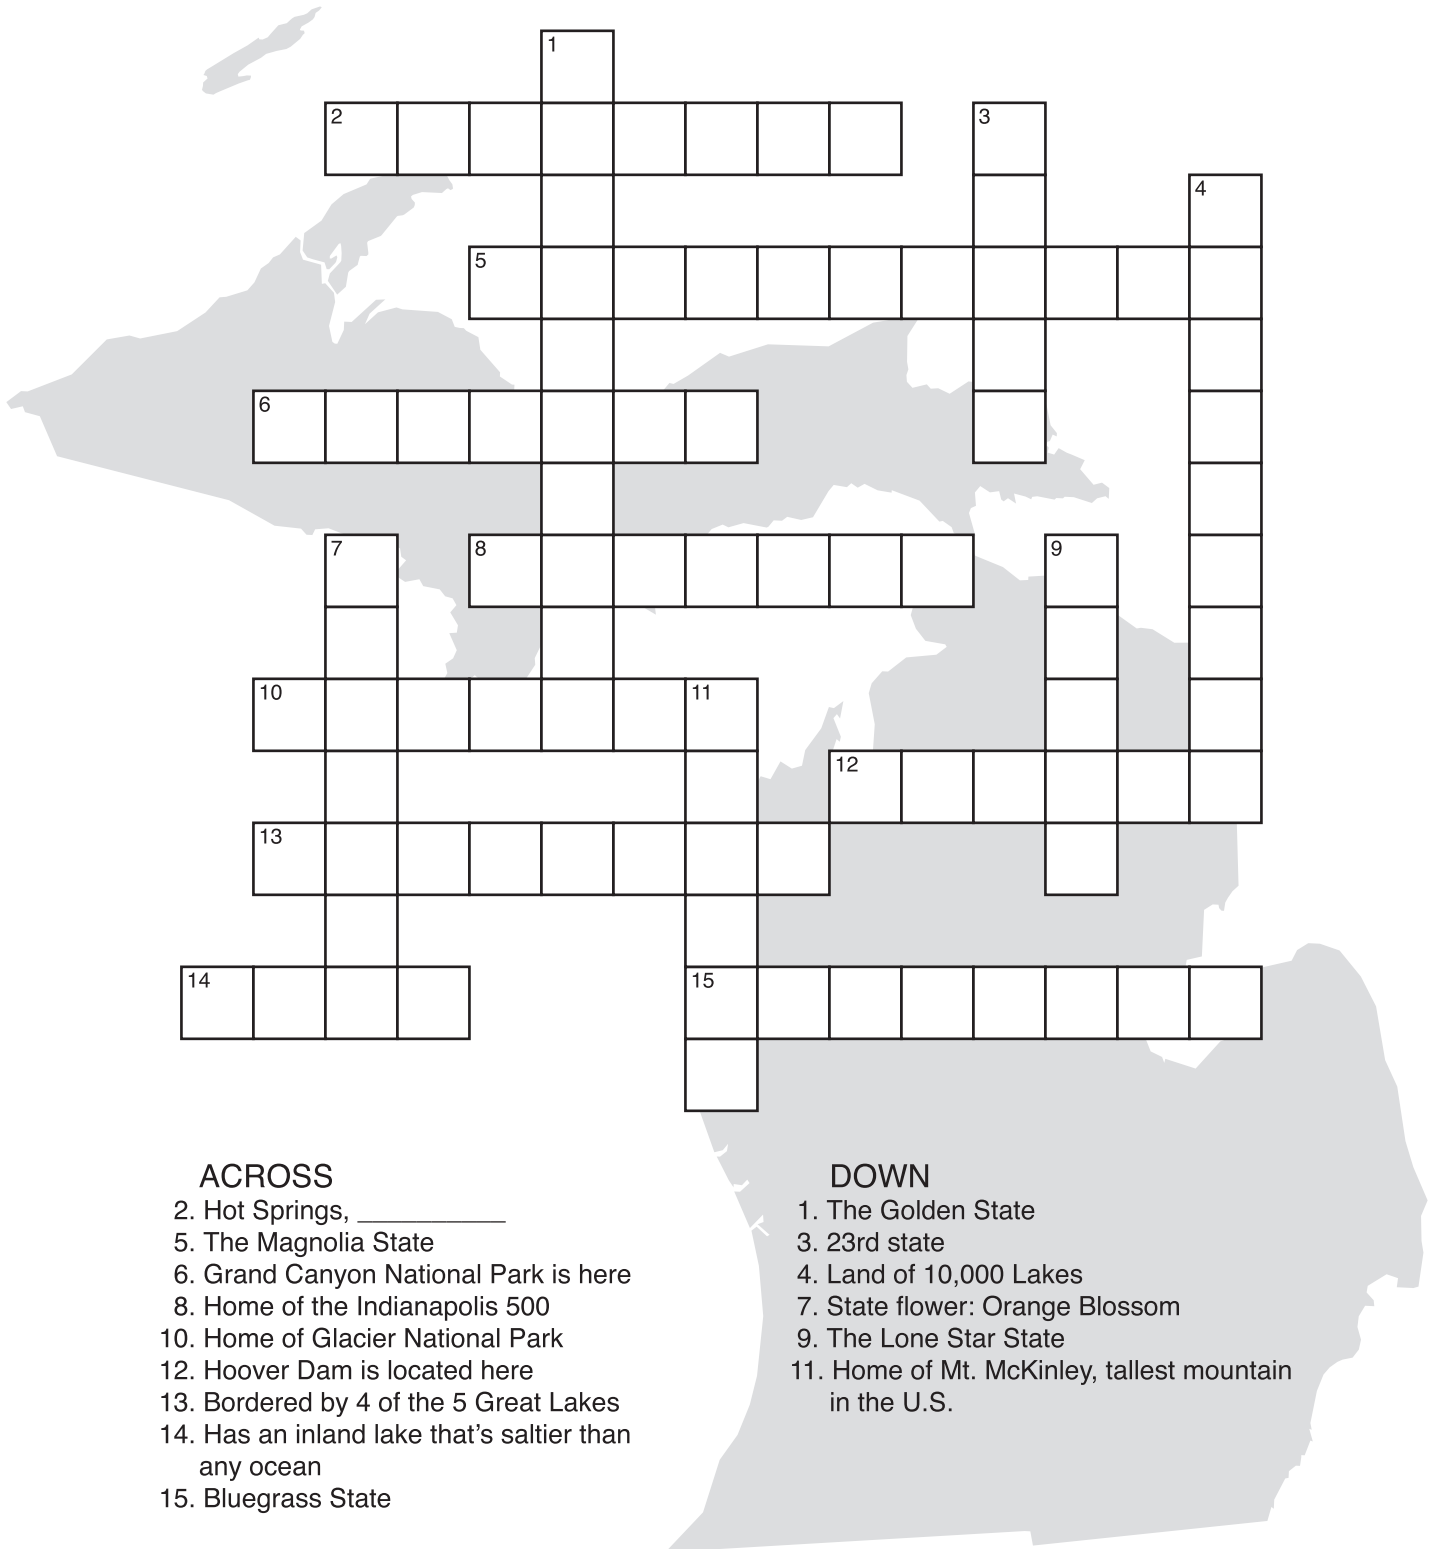 1
2
3
4
5
6
7
8
9
10
11
12
13
14
15
ACROSS
2. Hot Springs, __________
5. The Magnolia State
6. Grand Canyon National Park is here
8. Home of the Indianapolis 500
10. Home of Glacier National Park
12. Hoover Dam is located here
13. Bordered by 4 of the 5 Great Lakes
14. Has an inland lake that’s saltier than
any ocean
15. Bluegrass State
DOWN
1. The Golden State
3. 23rd state
4. Land of 10,000 Lakes
7. State flower: Orange Blossom
9. The Lone Star State
11. Home of Mt. McKinley, tallest mountain
in the U.S.